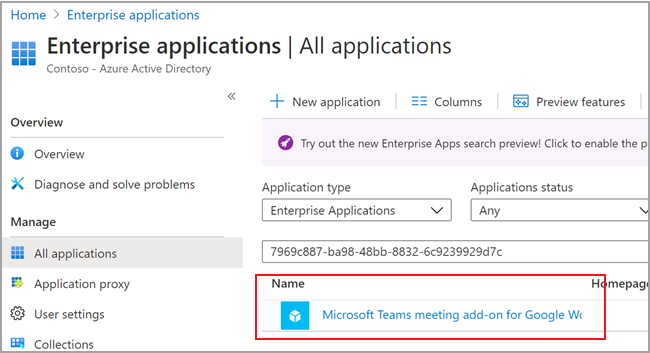 Home > Enterprise applications
Enterprise applications | All applications
Contoso - Azure Active Directory
«
New application
Columns
Preview features
Overview
Overview
Diagnose and solve problems
Manage
All applications
Application proxy
User settings
Collections
Try out the new Enterprise Apps search preview! Click to enable the p
Application type
Applications status
Enterprise Applications
Any
7969c887-ba98-48bb-8832-6c9239929d7c
Name
Homepage
Microsoft Teams meeting add-on for Google Wo